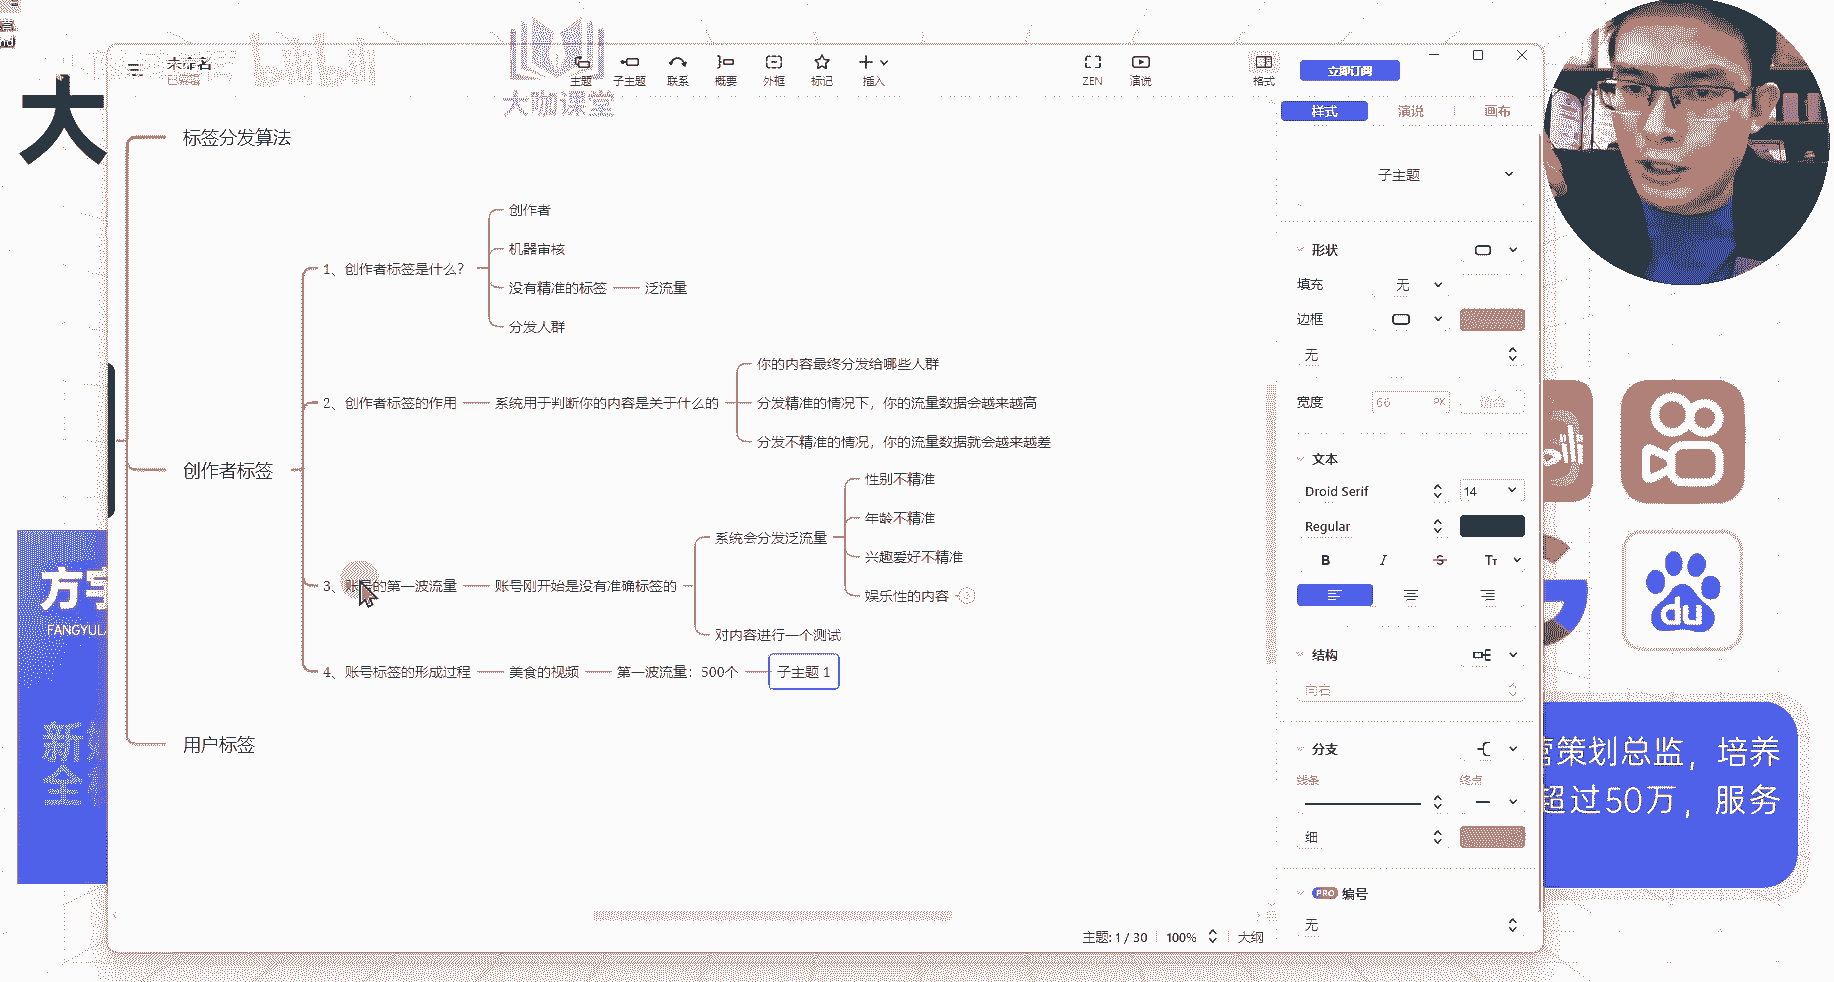 大
bilibili
大咖课堂
未命名
已编辑
主题
子主题
联系
概要
外框
标记
插入
ZEN
演说
格式
立即订阅
样式
演说
画布
标签分发算法
创作者标签
1、创作者标签是什么?
创作者
机器审核
没有精准的标签
泛流量
分发人群
2、创作者标签的作用
系统用于判断你的内容是关于什么的
你的内容最终分发给哪些人群
分发精准的情况下，你的流量数据会越来越高
分发不精准的情况，你的流量数据就会越来越差
3、账号的第一波流量
账号刚开始是没有准确标签的
系统会分发泛流量
性别不精准
年龄不精准
兴趣爱好不精准
娱乐性的内容
对内容进行一个测试
4、账号标签的形成过程
美食的视频
第一波流量：500个
子主题 1
用户标签
子主题
形状
填充
无
边框
无
宽度
66
PX
文本
Droid Serif
14
Regular
B
I
S
Tт
结构
向右
分支
线条
终点
细
PRO 编号
无
主题: 1 / 30
100%
大纲
方宇
FANGYUL
新
全
du
营策划总监，培养
超过50万，服务